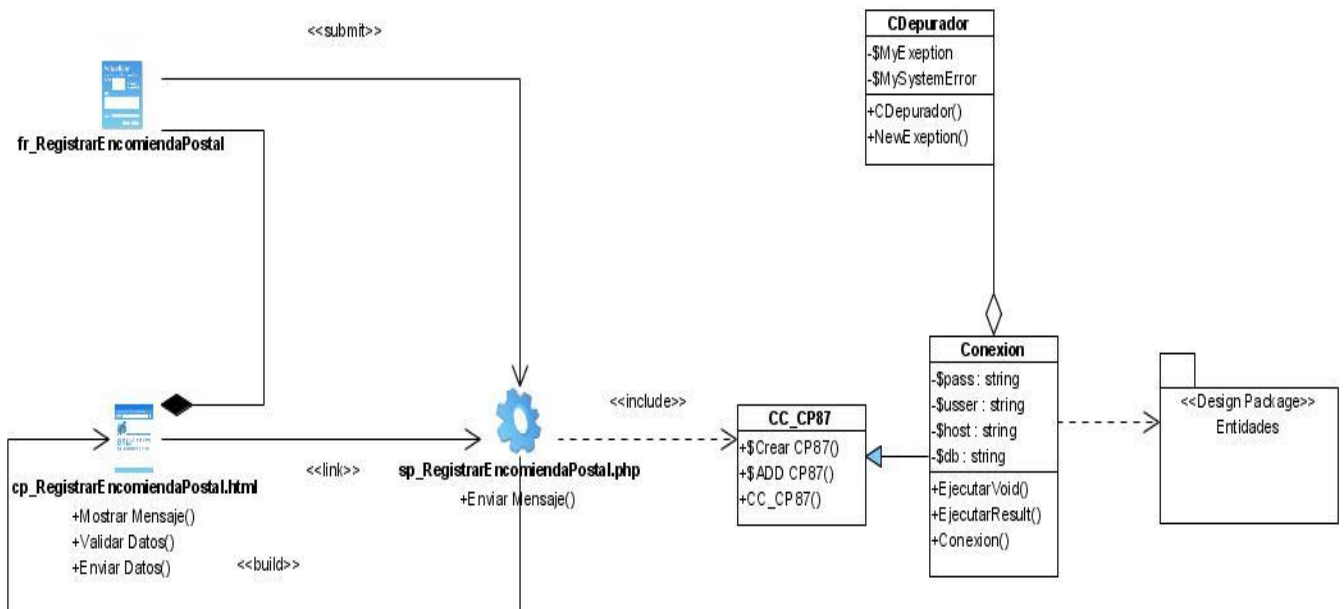 <<submit>>
fr_RegistrarEncomiendaPostal
CDepurador
-$MyExeption
-$MySystemError
+CDepurador()
+NewExeption()
cp_RegistrarEncomiendaPostal.html
+Mostrar Mensaje()
+Validar Datos()
+Enviar Datos()
<<link>>
<<build>>
sp_RegistrarEncomiendaPostal.php
+Enviar Mensaje()
<<include>>
CC_CP87
+$Crear CP87()
+$ADD CP87()
+CC_CP87()
Conexion
-$pass : string
-$usser : string
-$host : string
-$db : string
+EjecutarVoid()
+EjecutarResult()
+Conexion()
<<Design Package>>
Entidades